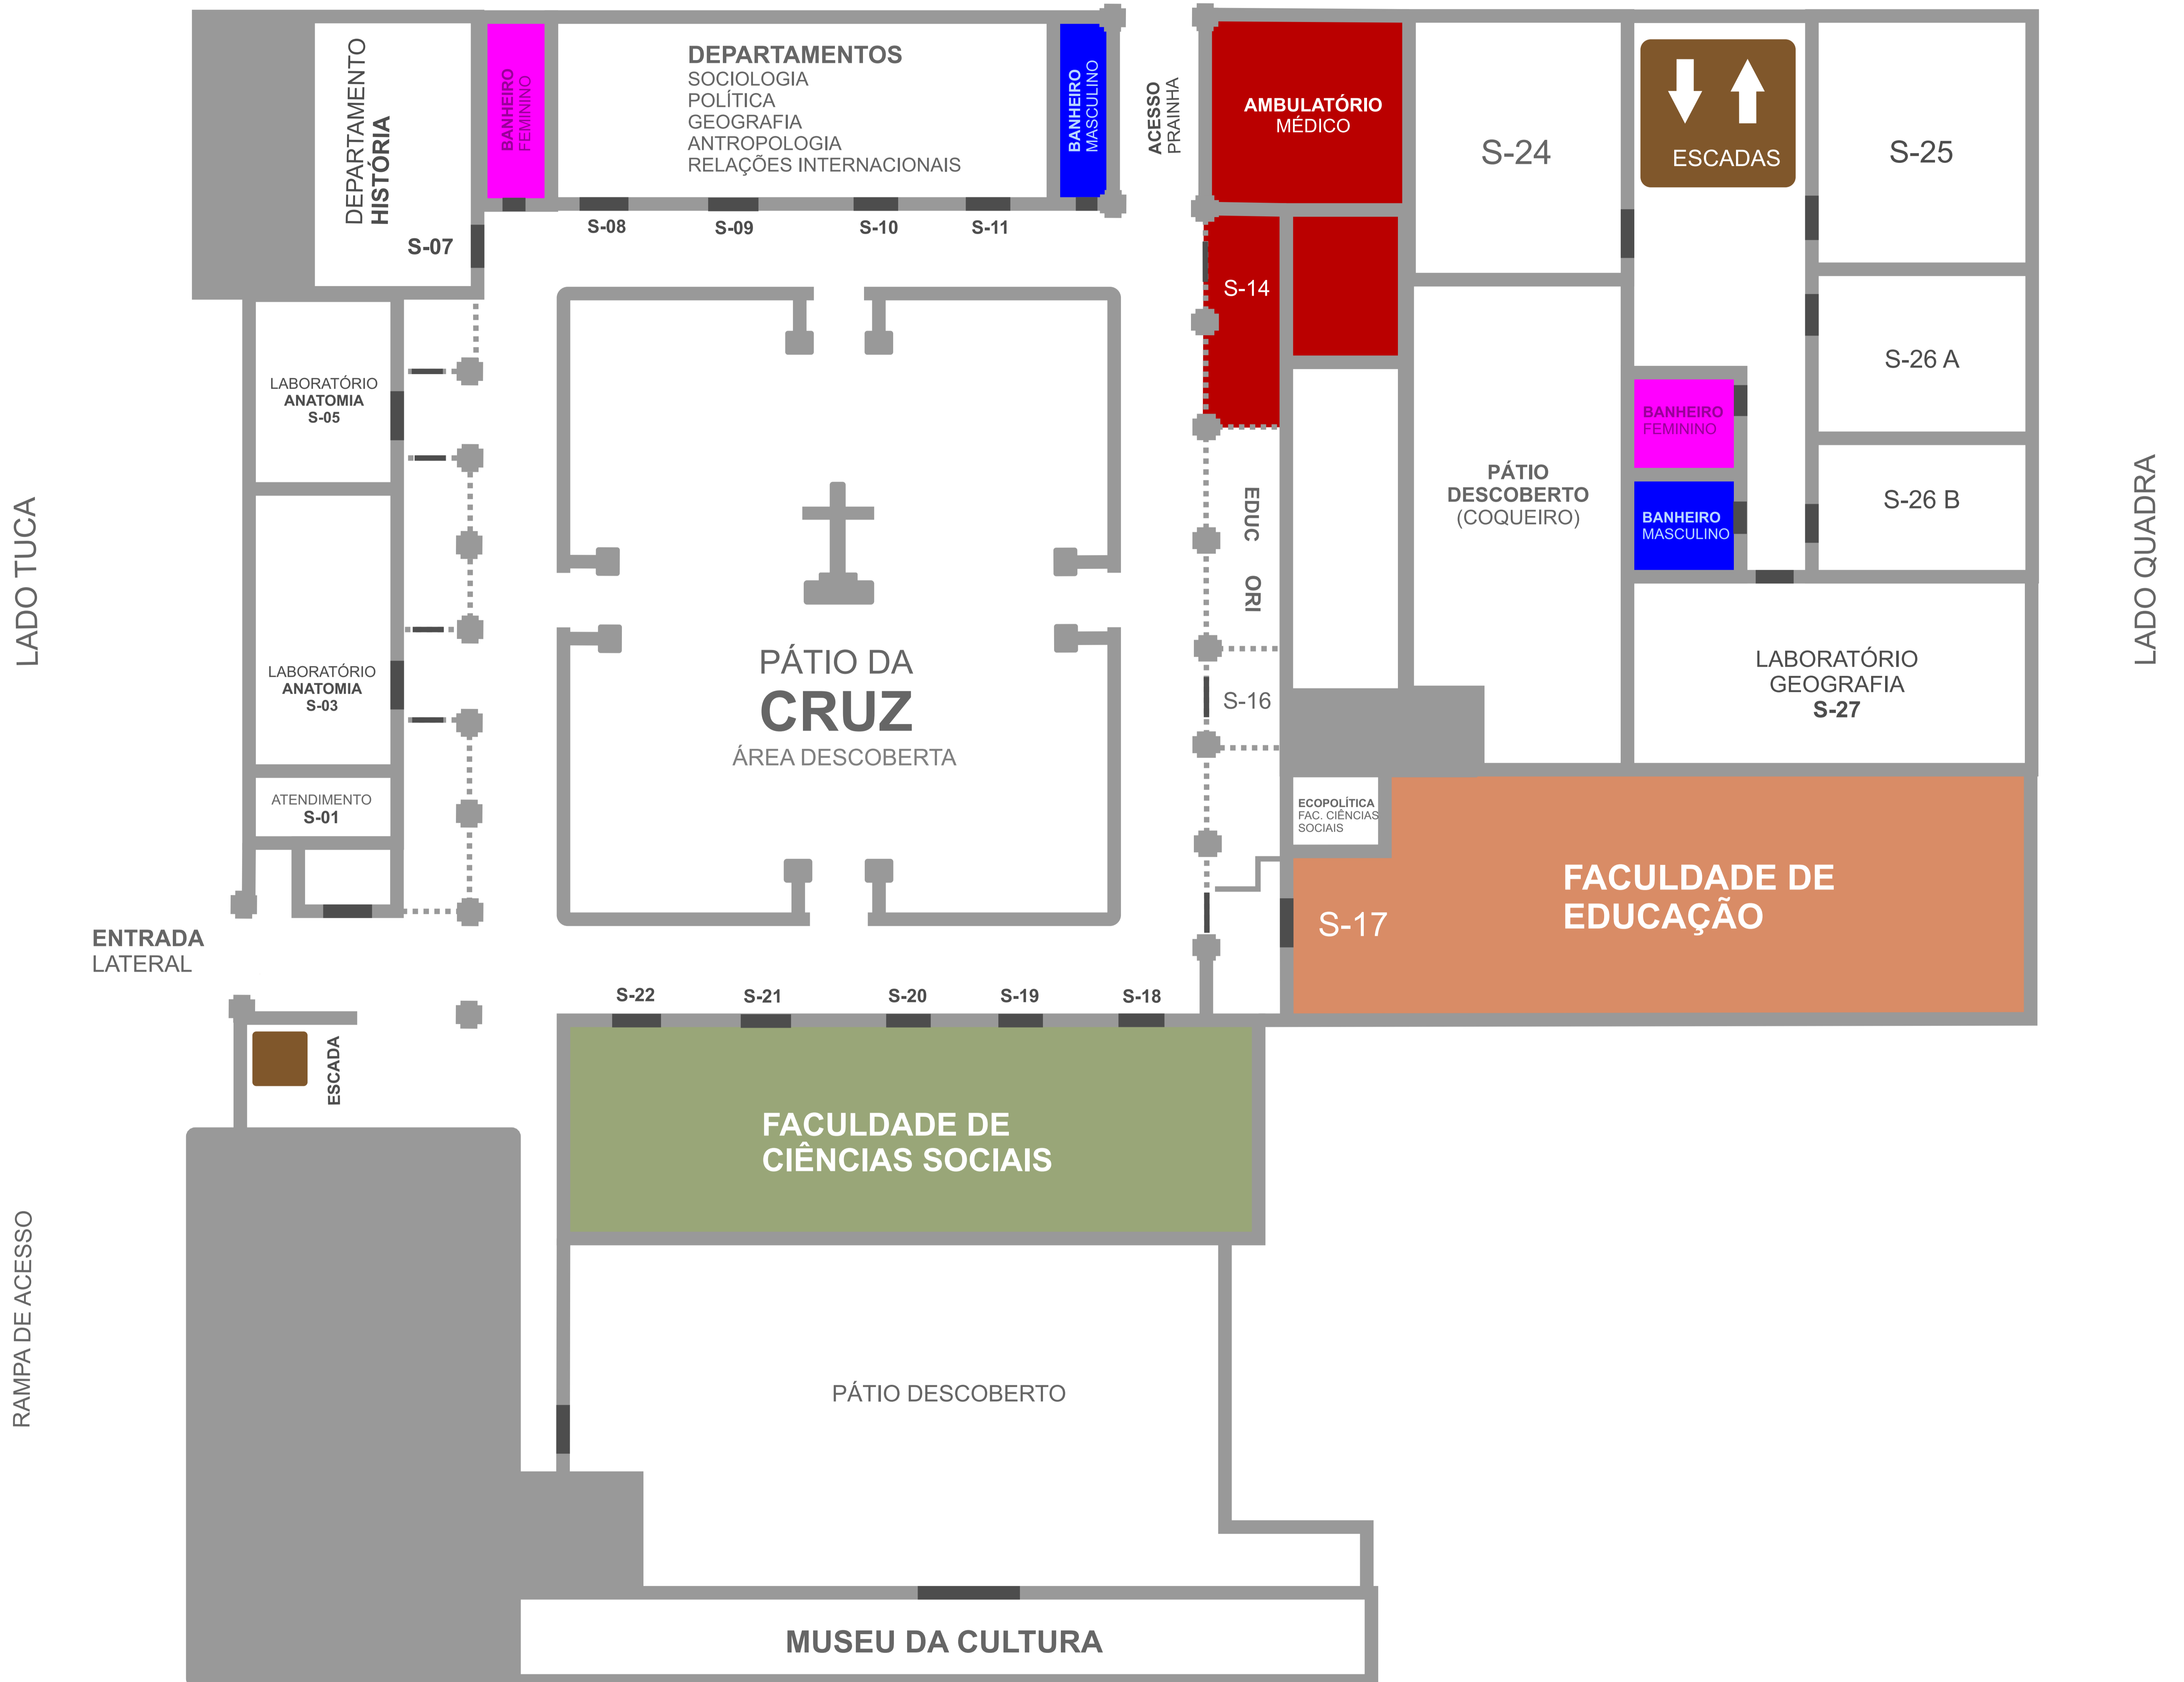 DEPARTAMENTO
HISTÓRIA
S-07
BANHEIRO
FEMININO
DEPARTAMENTOS
SOCIOLOGIA
POLÍTICA
GEOGRAFIA
ANTROPOLOGIA
RELAÇÕES INTERNACIONAIS
BANHEIRO
MASCULINO
S-08
S-09
S-10
S-11
ACESSO
PRAINHA
AMBULATÓRIO
MÉDICO
S-14
S-24
ESCADAS
S-25
S-26 A
S-26 B
BANHEIRO
FEMININO
BANHEIRO
MASCULINO
PÁTIO
DESCOBERTO
(COQUEIRO)
LABORATÓRIO
GEOGRAFIA
S-27
LADO QUADRA
LADO TUCA
LABORATÓRIO
ANATOMIA
S-05
LABORATÓRIO
ANATOMIA
S-03
ATENDIMENTO
S-01
PÁTIO DA
CRUZ
ÁREA DESCOBERTA
EDUC ORI
S-16
ECOPOLÍTICA
FAC. CIÊNCIAS
SOCIAIS
S-17
FACULDADE DE
EDUCAÇÃO
ENTRADA
LATERAL
S-22
S-21
S-20
S-19
S-18
ESCADA
FACULDADE DE
CIÊNCIAS SOCIAIS
RAMPA DE ACESSO
PÁTIO DESCOBERTO
MUSEU DA CULTURA